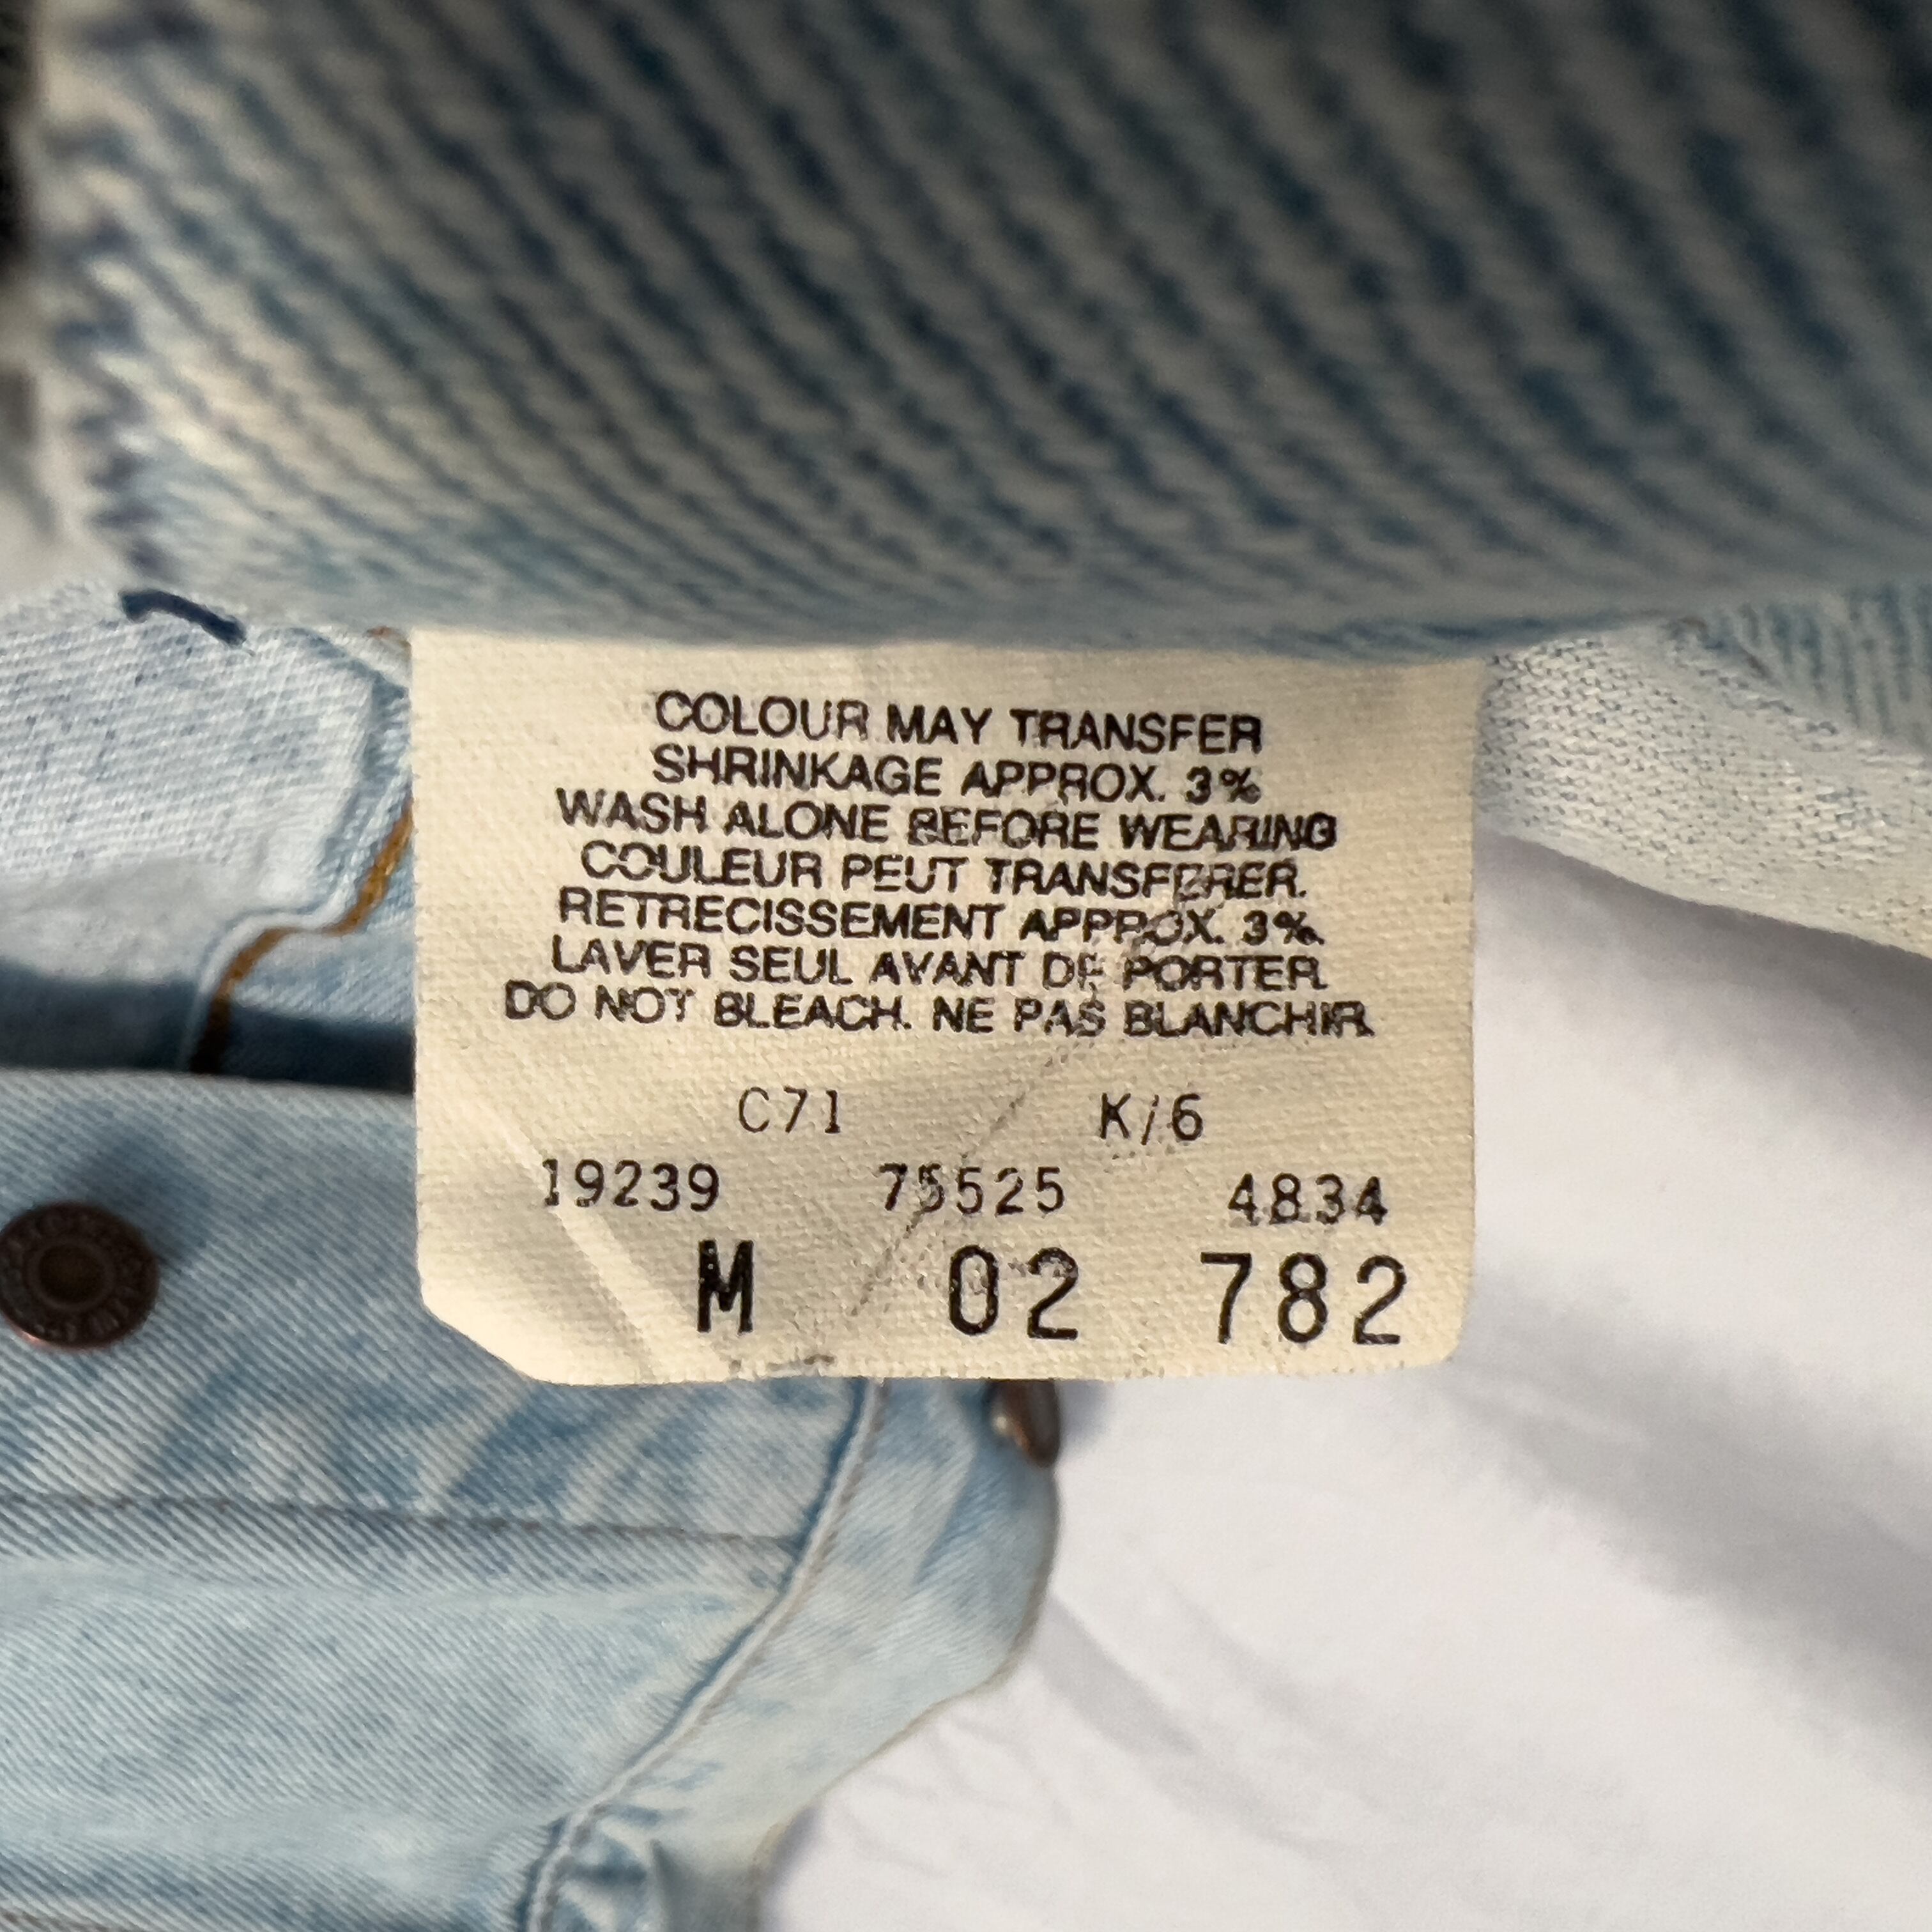 COLOUR MAY TRANSFER
SHRINKAGE APPROX. 3%
WASH ALONE BEFORE WEARING
COULEUR PEUT TRANSFERER.
RETRECISSEMENT APPROX. 3%.
LAVER SEUL AVANT DE PORTER.
DO NOT BLEACH. NE PAS BLANCHIR.
C71 K/6
19239 75525 4834
M 02 782